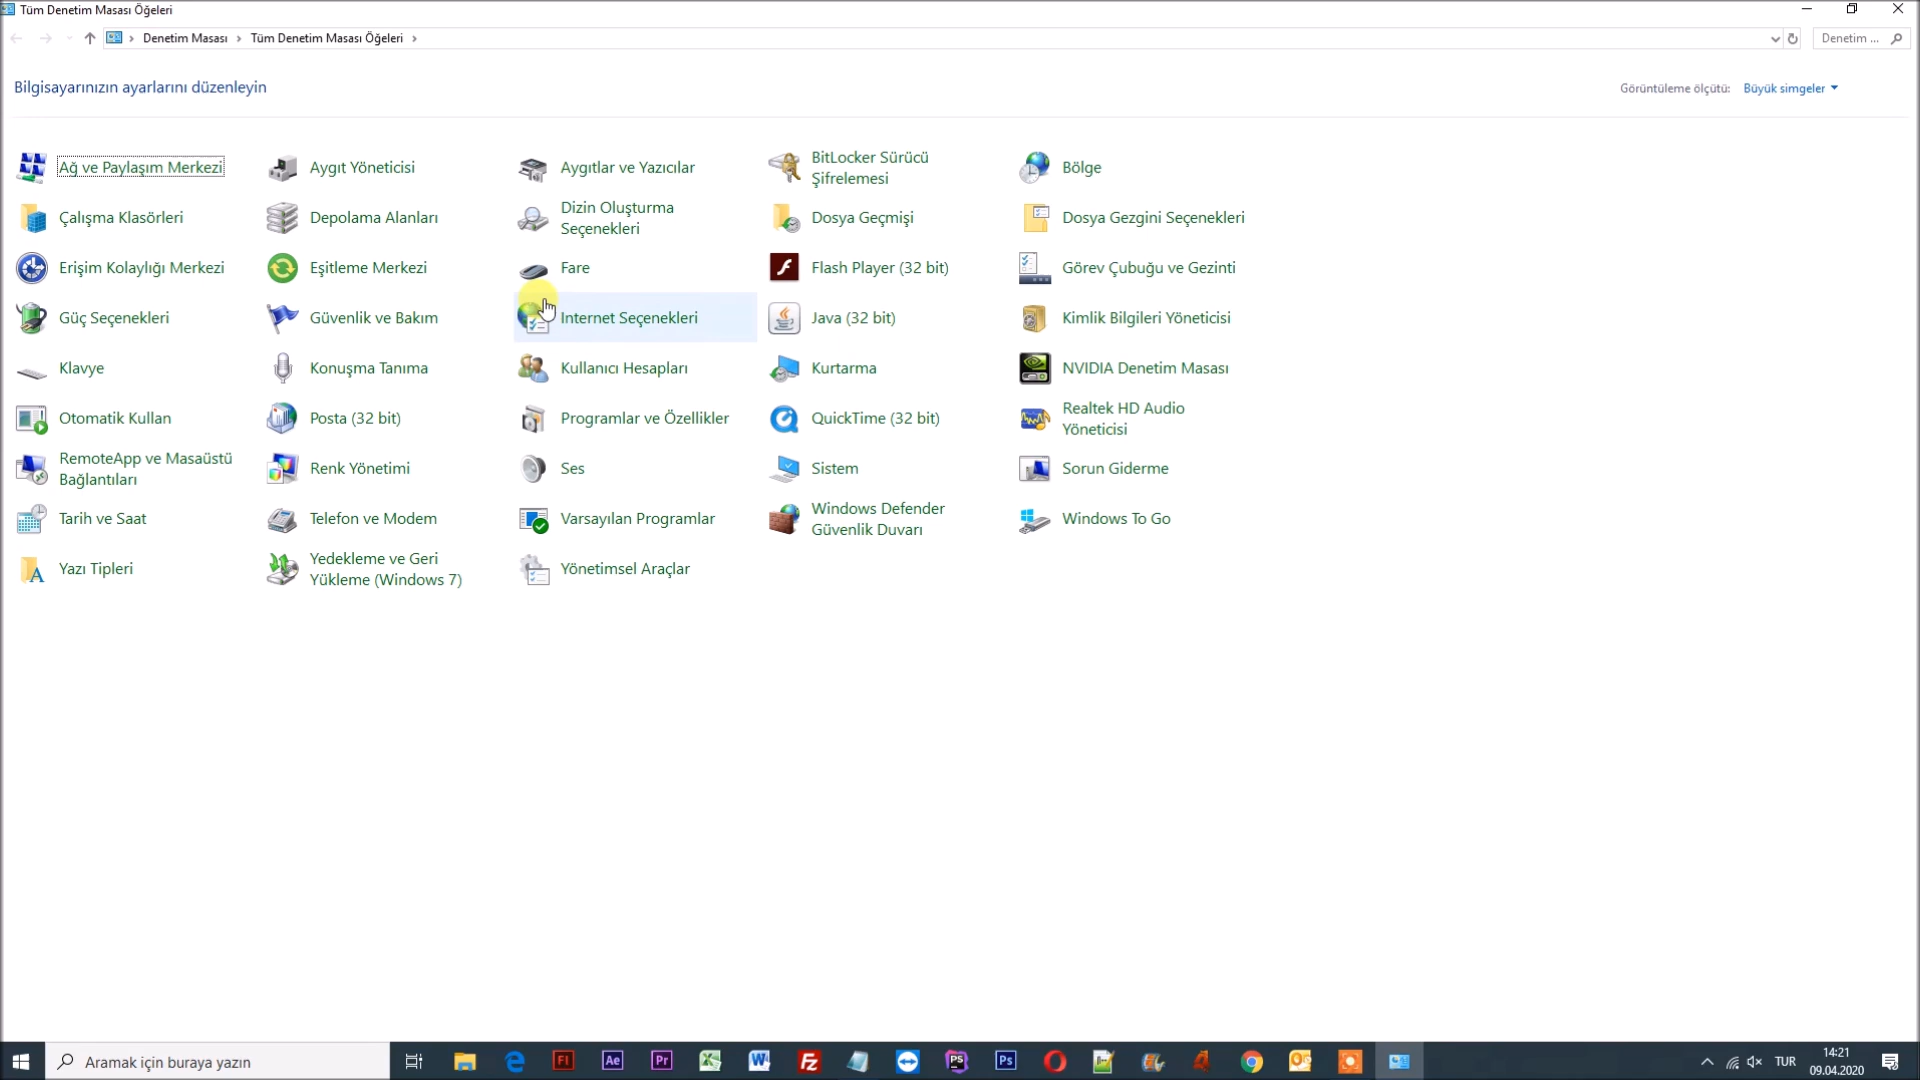 Tüm Denetim Masası Öğeleri
Denetim Masası
Tüm Denetim Masası Öğeleri
Denetim ...
Bilgisayarınızın ayarlarını düzenleyin
Görüntüleme ölçütü: Büyük simgeler
Ağ ve Paylaşım Merkezi
Aygıt Yöneticisi
Aygıtlar ve Yazıcılar
BitLocker Sürücü
Şifrelemesi
Bölge
Çalışma Klasörleri
Depolama Alanları
Dizin Oluşturma
Seçenekleri
Dosya Geçmişi
Dosya Gezgini Seçenekleri
Erişim Kolaylığı Merkezi
Eşitleme Merkezi
Fare
Flash Player (32 bit)
Görev Çubuğu ve Gezinti
Güç Seçenekleri
Güvenlik ve Bakım
Internet Seçenekleri
Java (32 bit)
Kimlik Bilgileri Yöneticisi
Klavye
Konuşma Tanıma
Kullanıcı Hesapları
Kurtarma
NVIDIA Denetim Masası
Otomatik Kullan
Posta (32 bit)
Programlar ve Özellikler
QuickTime (32 bit)
Realtek HD Audio
Yöneticisi
RemoteApp ve Masaüstü
Bağlantıları
Renk Yönetimi
Ses
Sistem
Sorun Giderme
Tarih ve Saat
Telefon ve Modem
Varsayılan Programlar
Windows Defender
Güvenlik Duvarı
Windows To Go
Yazı Tipleri
Yedekleme ve Geri
Yükleme (Windows 7)
Yönetimsel Araçlar
Aramak için buraya yazın
Fl
Ae
Pr
Fz
PS
Ps
TUR
14:21
09.04.2020